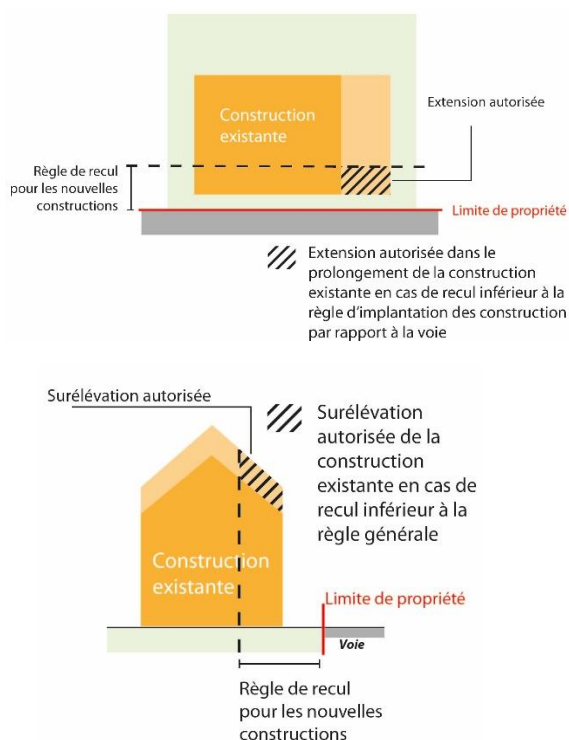 Construction
existante
Extension autorisée
Règle de recul
pour les nouvelles
constructions
Limite de propriété
Extension autorisée dans le
prolongement de la construction
existante en cas de recul inférieur à la
règle d'implantation des construction
par rapport à la voie
Surélévation autorisée
Surélévation
autorisée de la
construction
existante en cas de
recul inférieur à la
règle générale
Construction
existante
Limite de propriété
Voie
Règle de recul
pour les nouvelles
constructions